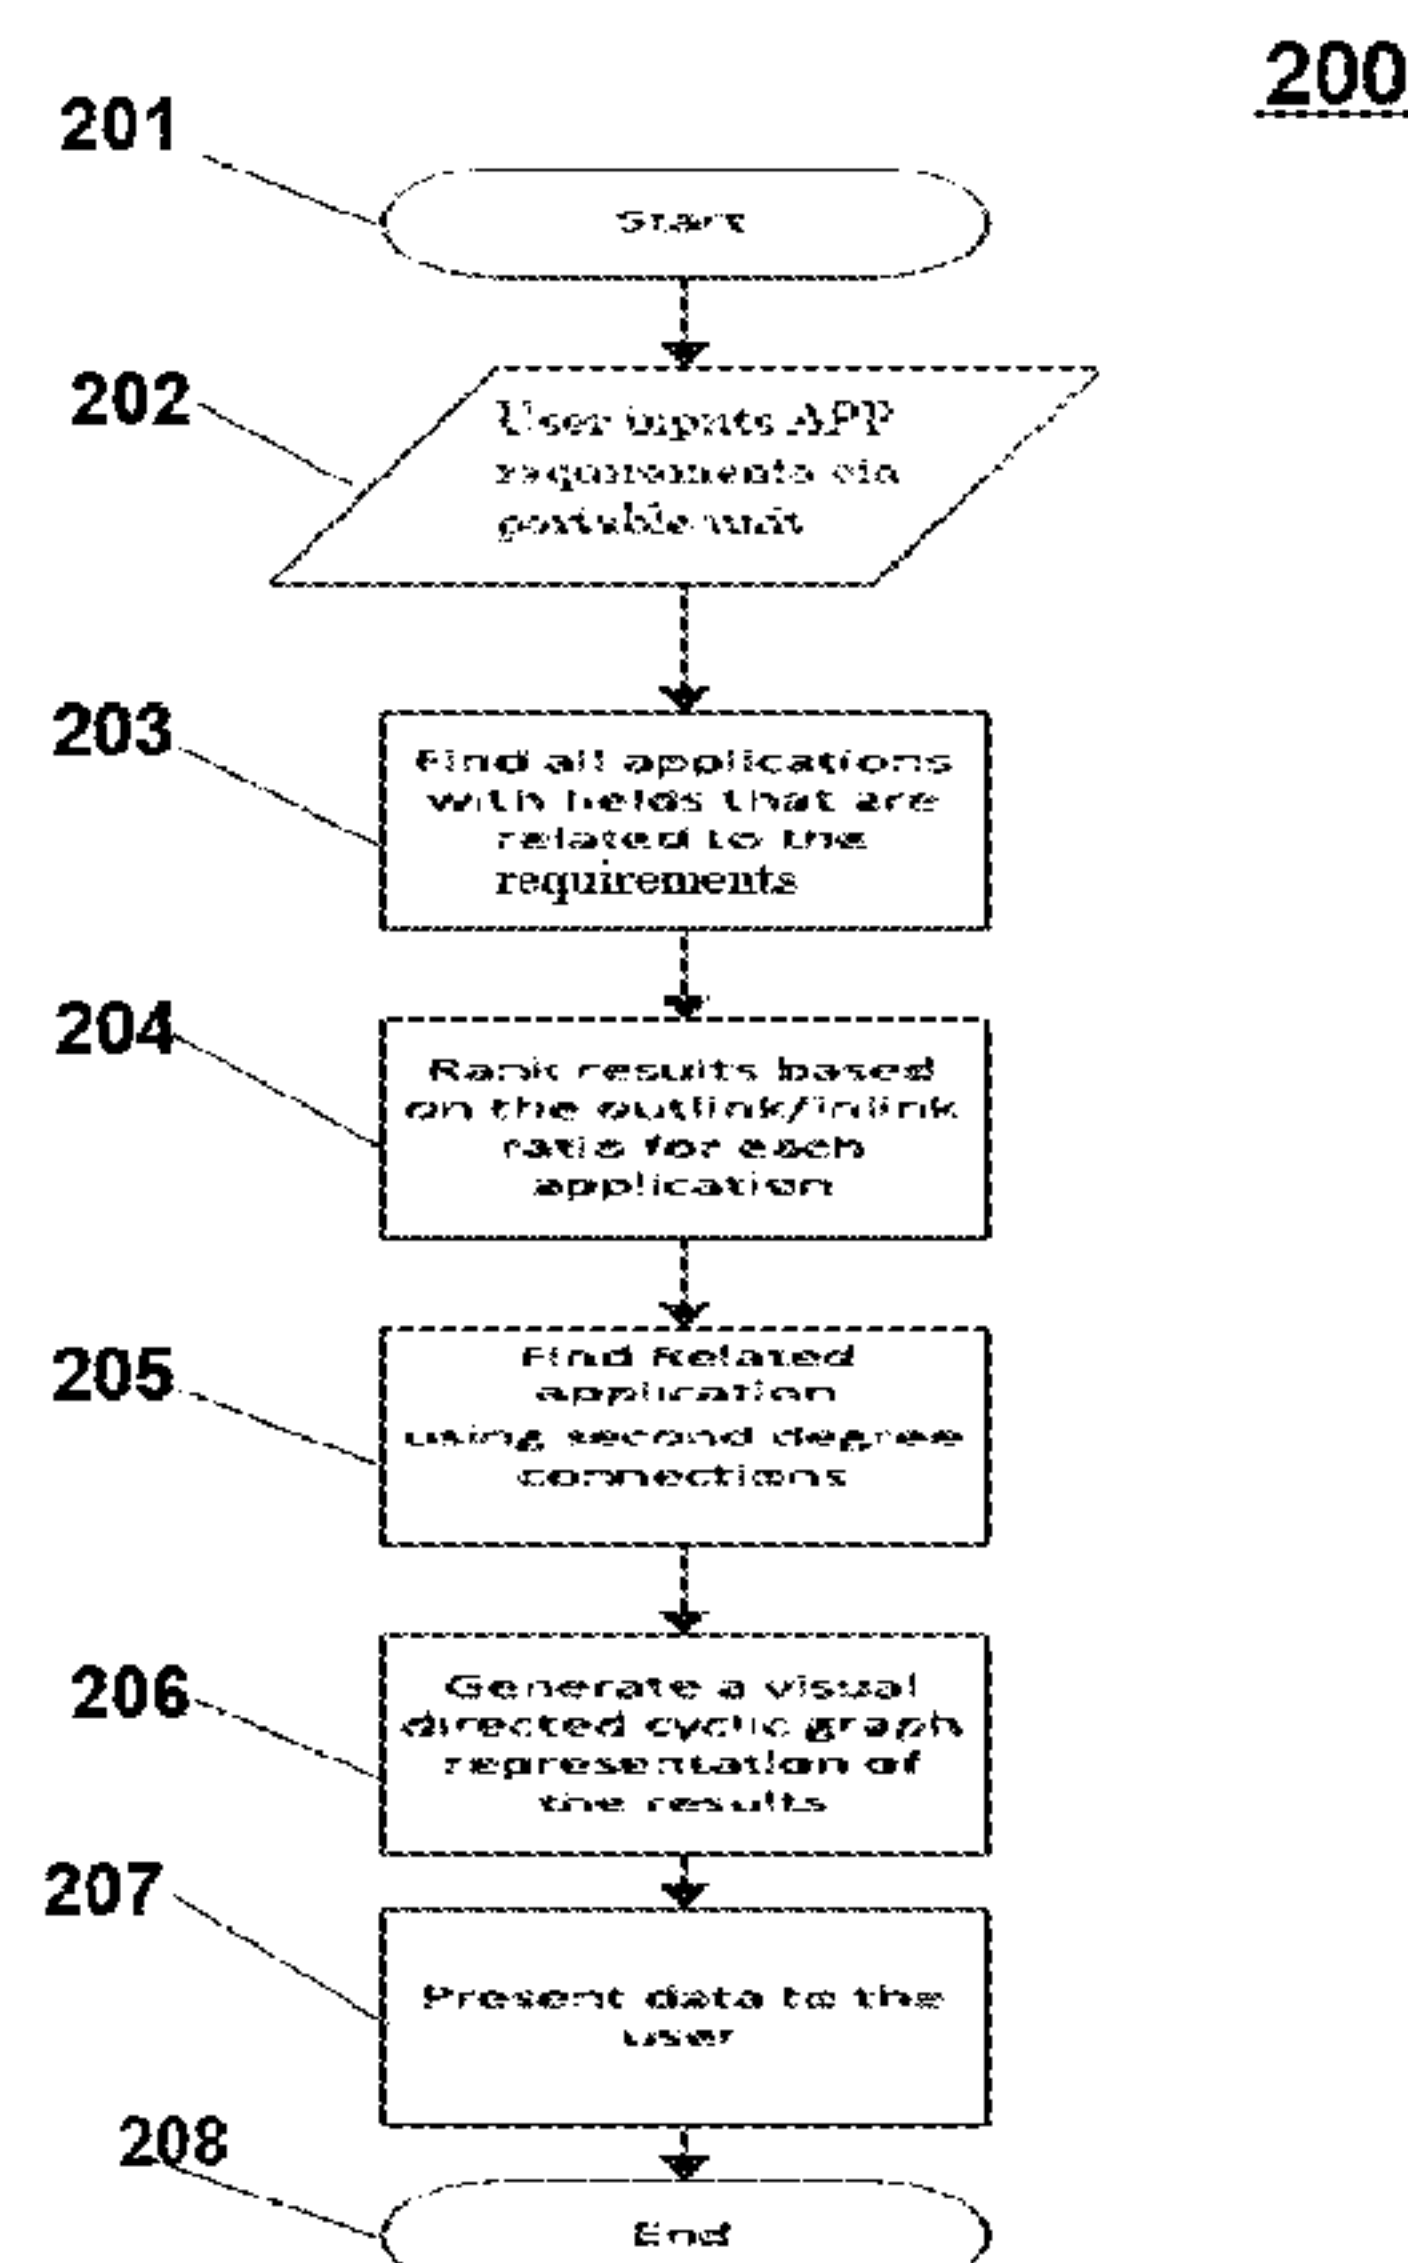 200
201
Start
202
User inputs APP
requirements via
portable unit
203
Find all applications
with fields that are
related to the
requirements
204
Rank results based
on the outlink/inlink
ratio for each
application
205
Find Related
application
using second degree
connections
206
Generate a visual
directed cyclic graph
representation of
the results
207
Present data to the
user
208
End